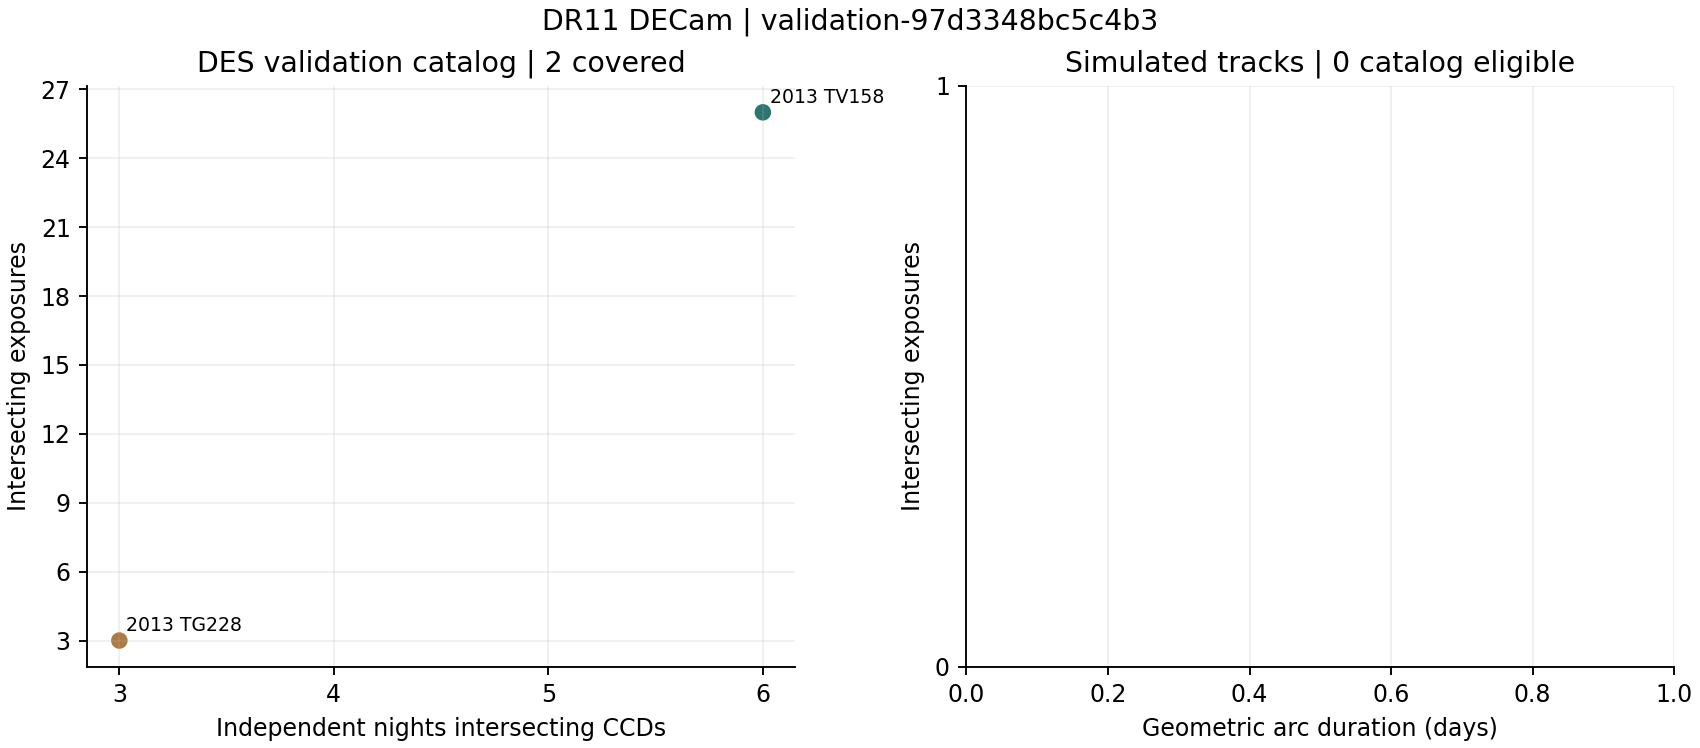 DR11 DECam | validation-97d3348bc5c4b3
DES validation catalog | 2 covered
27
24
21
18
15
12
9
6
3
Intersecting exposures
2013 TV158
2013 TG228
3 4 5 6
Independent nights intersecting CCDs
Simulated tracks | 0 catalog eligible
1
0
Intersecting exposures
0.0 0.2 0.4 0.6 0.8 1.0
Geometric arc duration (days)